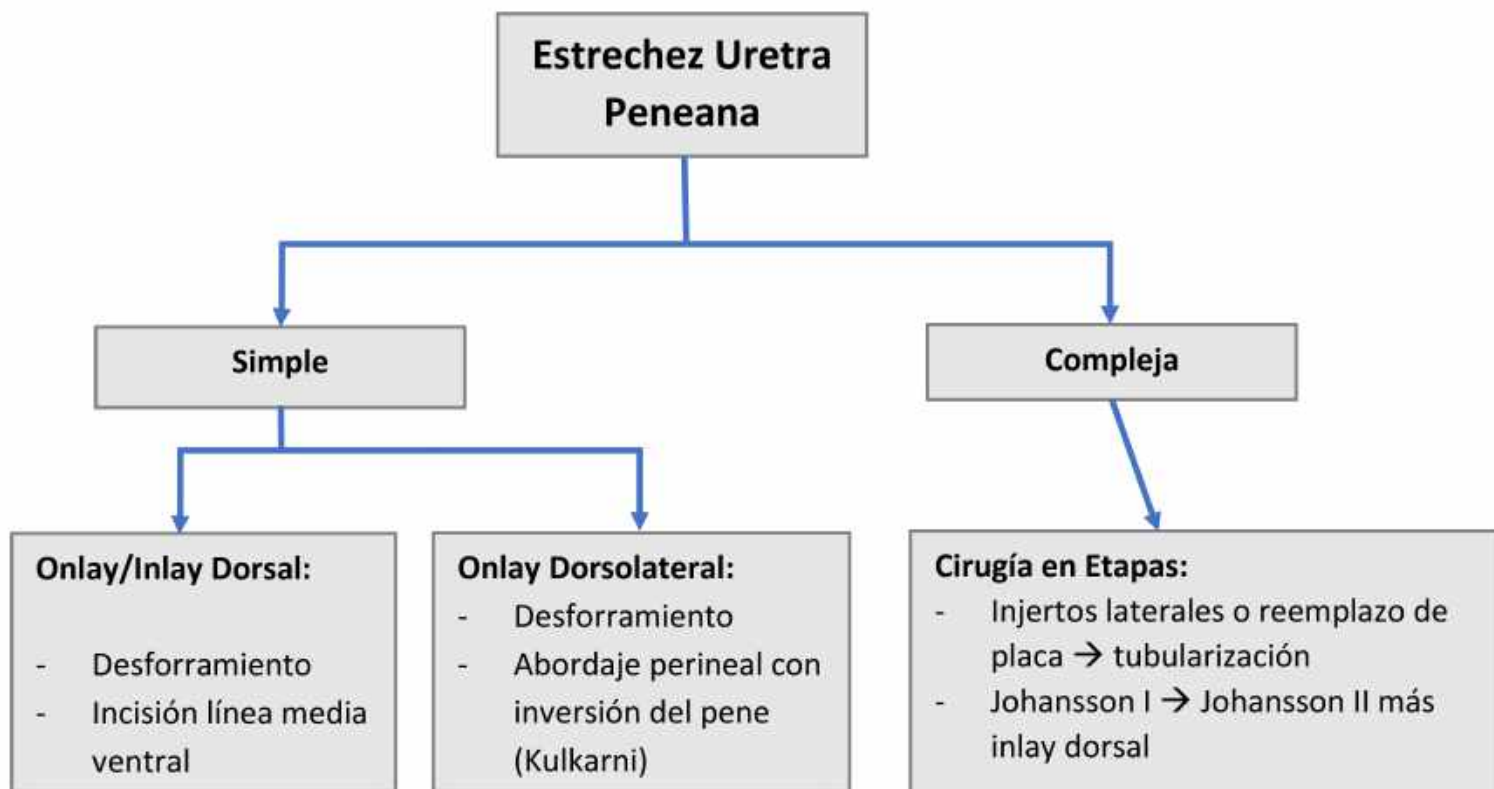 Estrechez Uretra
Peneana
Simple
Compleja
Onlay/Inlay Dorsal:
- Desforramiento
- Incisión línea media
ventral
Onlay Dorsolateral:
- Desforramiento
- Abordaje perineal con
inversión del pene
(Kulkarni)
Cirugía en Etapas:
- Injertos laterales o reemplazo de
placa → tubularización
- Johansson I → Johansson II más
inlay dorsal